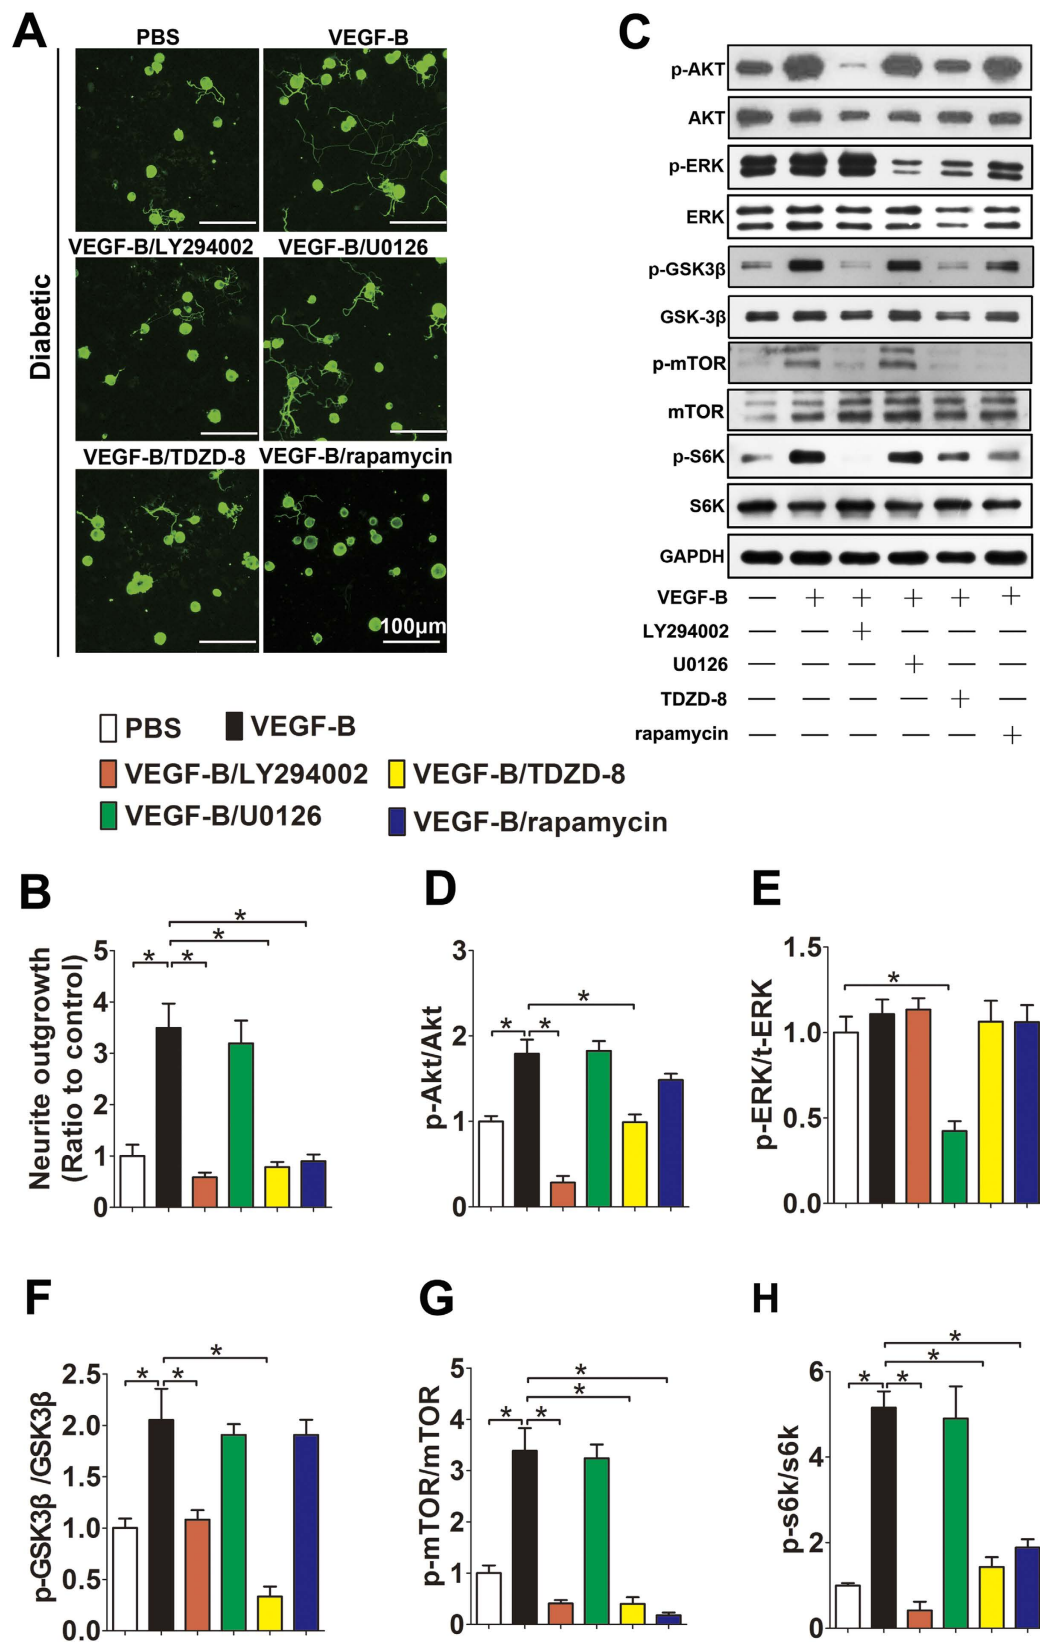 A
PBS
VEGF-B
VEGF-B/LY294002
VEGF-B/U0126
VEGF-B/TDZD-8
VEGF-B/rapamycin
100μm
Diabetic
C
p-AKT
AKT
p-ERK
ERK
p-GSK3β
GSK-3β
p-mTOR
mTOR
p-S6K
S6K
GAPDH
VEGF-B — + + + + +
LY294002 — — + — — —
U0126 — — — + — —
TDZD-8 — — — — + —
rapamycin — — — — — +
PBS
VEGF-B
VEGF-B/LY294002
VEGF-B/TDZD-8
VEGF-B/U0126
VEGF-B/rapamycin
B
Neurite outgrowth
(Ratio to control)
5
4
3
2
1
0
* * * *
D
p-Akt/Akt
3
2
1
0
* * *
E
p-ERK/t-ERK
1.5
1.0
0.5
0.0
*
F
p-GSK3β /GSK3β
2.5
2.0
1.5
1.0
0.5
0.0
* * *
G
p-mTOR/mTOR
5
4
3
2
1
0
* * * *
H
p-s6k/s6k
6
4
2
0
* * * *